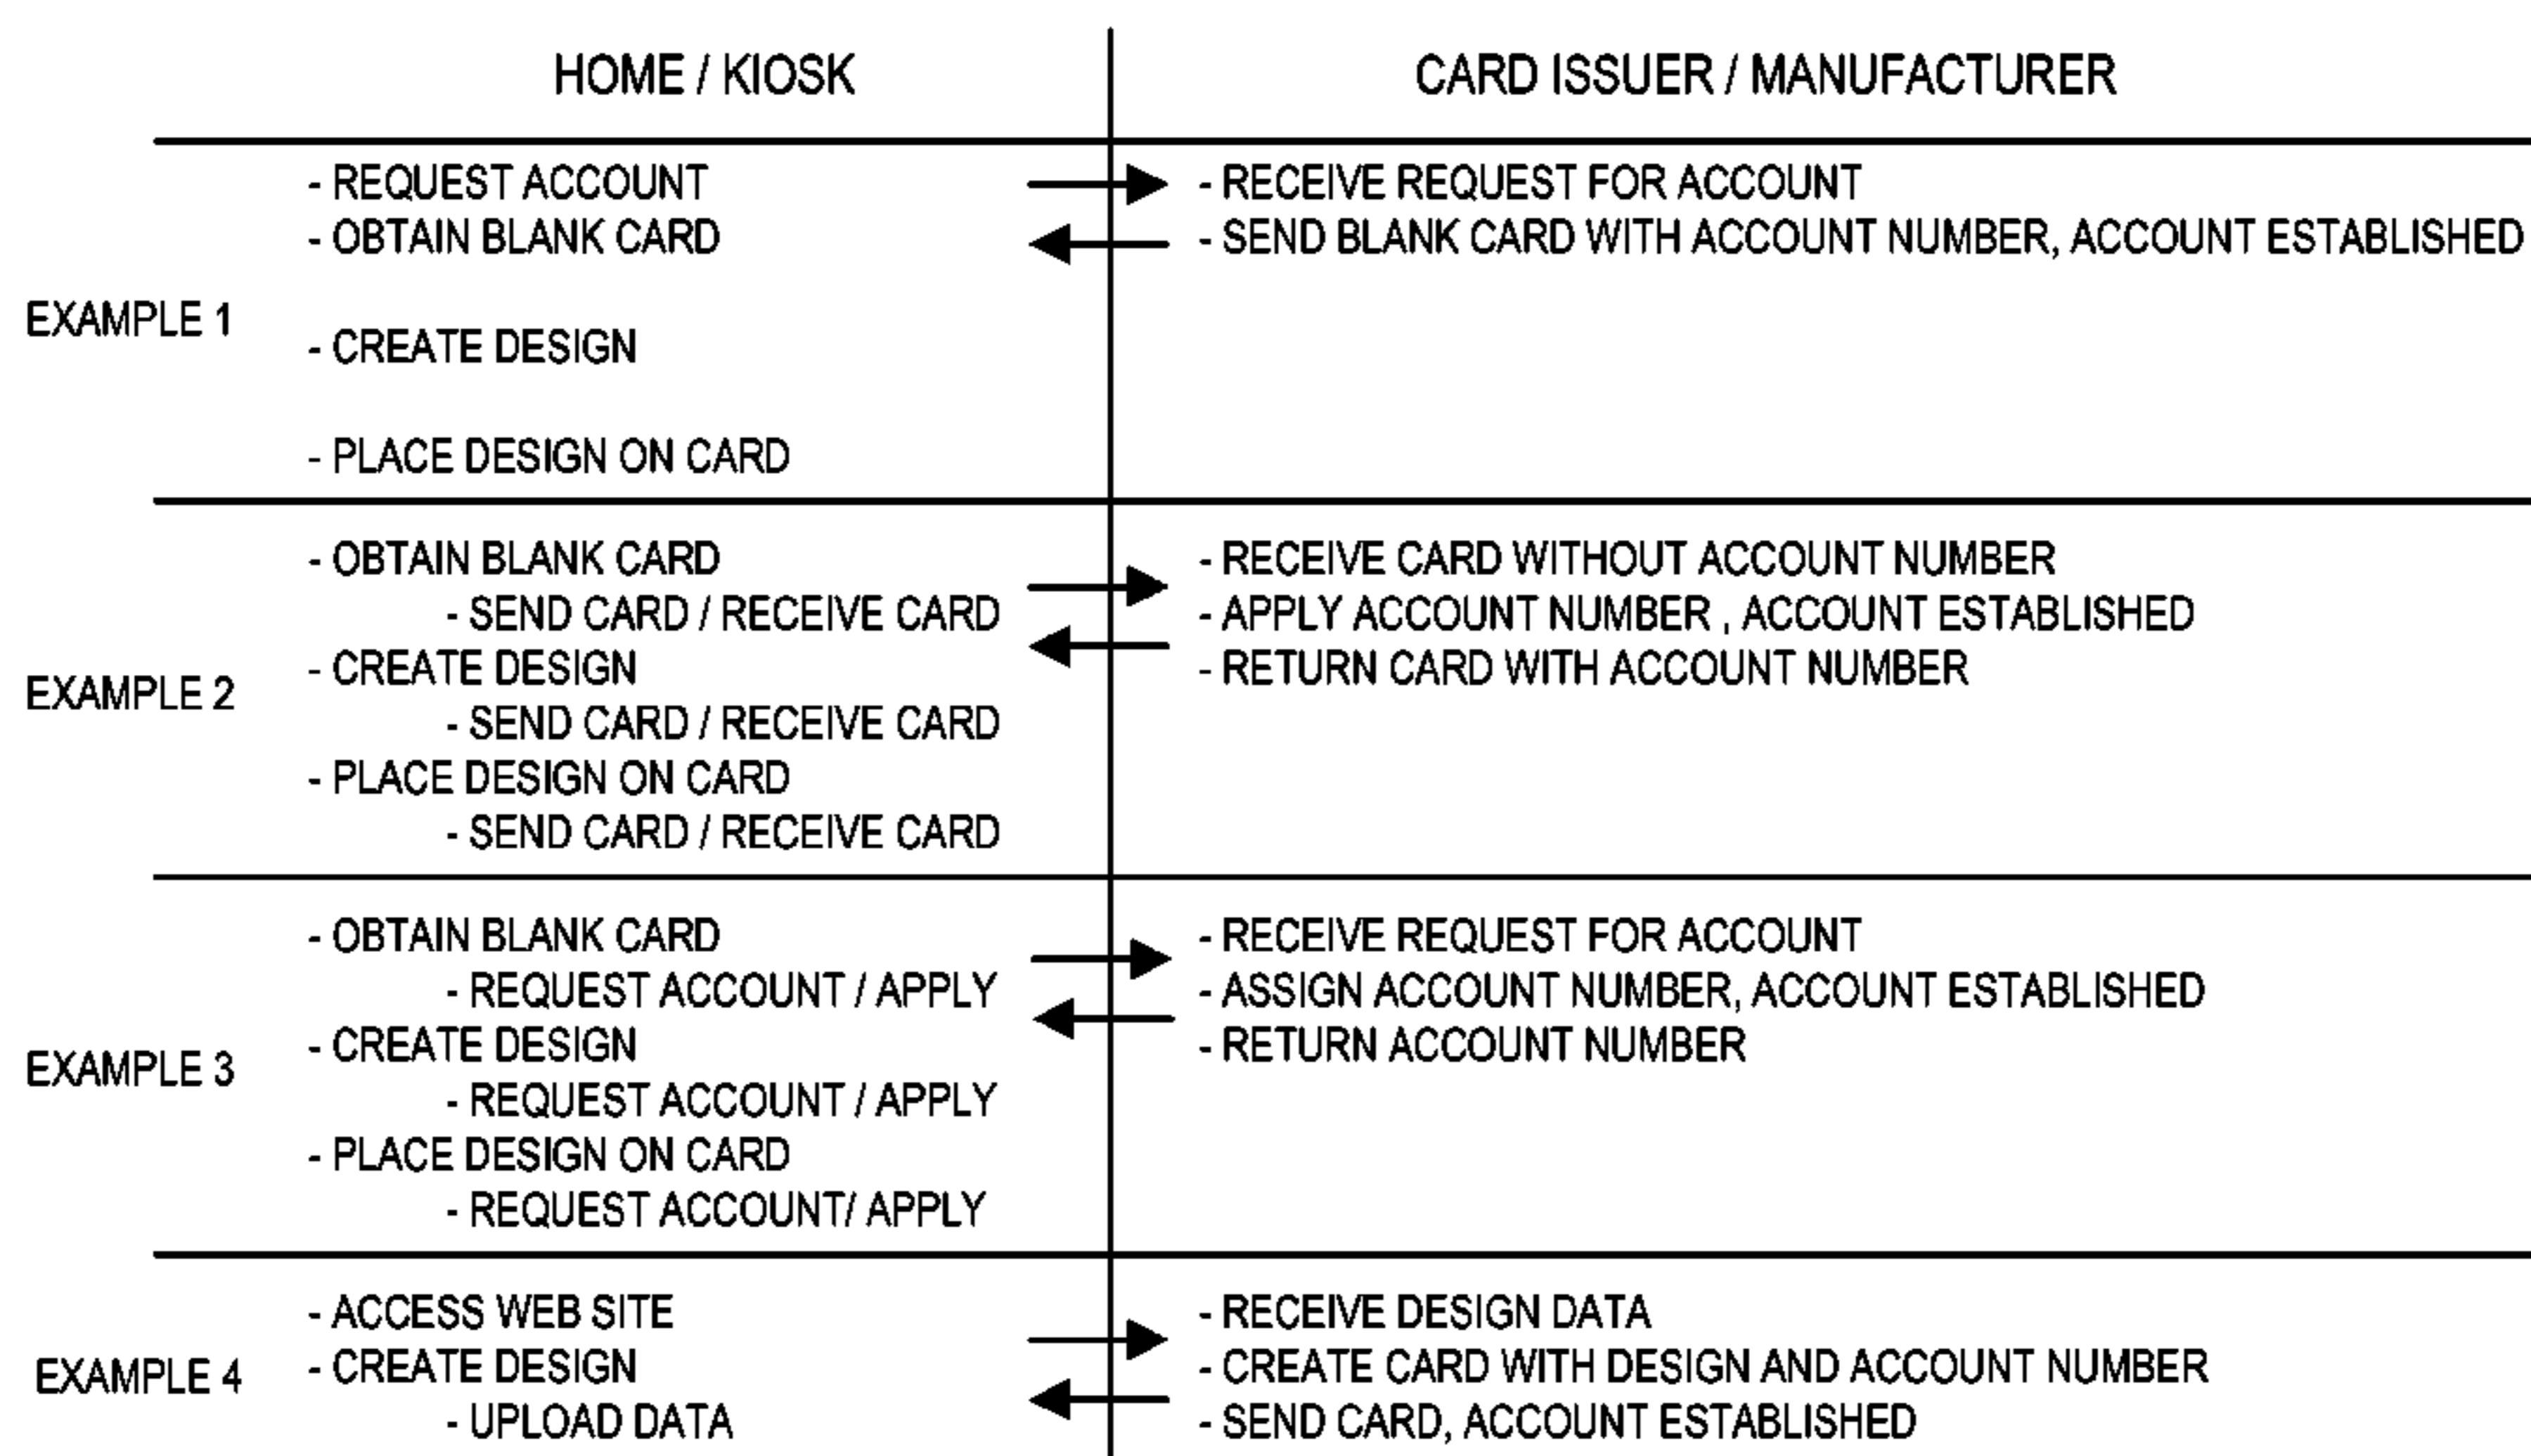 HOME / KIOSK
CARD ISSUER / MANUFACTURER
EXAMPLE 1
- REQUEST ACCOUNT
- OBTAIN BLANK CARD
- CREATE DESIGN
- PLACE DESIGN ON CARD
- RECEIVE REQUEST FOR ACCOUNT
- SEND BLANK CARD WITH ACCOUNT NUMBER, ACCOUNT ESTABLISHED
EXAMPLE 2
- OBTAIN BLANK CARD
- SEND CARD / RECEIVE CARD
- CREATE DESIGN
- SEND CARD / RECEIVE CARD
- PLACE DESIGN ON CARD
- SEND CARD / RECEIVE CARD
- RECEIVE CARD WITHOUT ACCOUNT NUMBER
- APPLY ACCOUNT NUMBER , ACCOUNT ESTABLISHED
- RETURN CARD WITH ACCOUNT NUMBER
EXAMPLE 3
- OBTAIN BLANK CARD
- REQUEST ACCOUNT / APPLY
- CREATE DESIGN
- REQUEST ACCOUNT / APPLY
- PLACE DESIGN ON CARD
- REQUEST ACCOUNT/ APPLY
- RECEIVE REQUEST FOR ACCOUNT
- ASSIGN ACCOUNT NUMBER, ACCOUNT ESTABLISHED
- RETURN ACCOUNT NUMBER
EXAMPLE 4
- ACCESS WEB SITE
- CREATE DESIGN
- UPLOAD DATA
- RECEIVE DESIGN DATA
- CREATE CARD WITH DESIGN AND ACCOUNT NUMBER
- SEND CARD, ACCOUNT ESTABLISHED